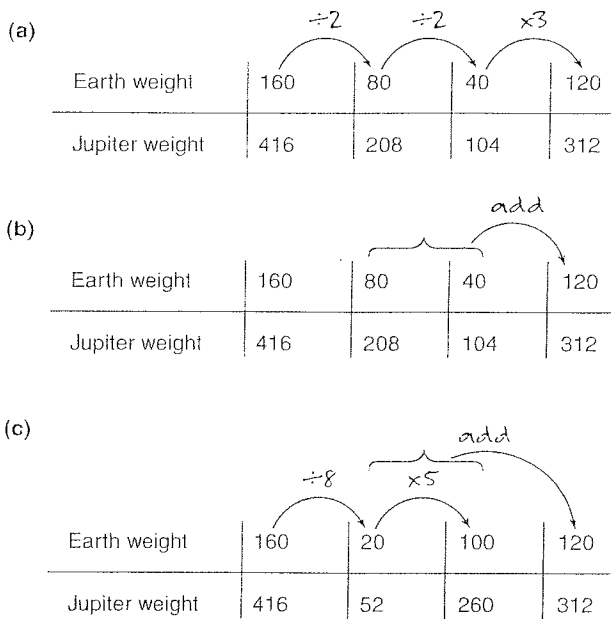 (a)
÷2 ÷2 ×3
Earth weight 160 80 40 120
Jupiter weight 416 208 104 312
(b)
add
Earth weight 160 80 40 120
Jupiter weight 416 208 104 312
(c)
add
÷8 ×5
Earth weight 160 20 100 120
Jupiter weight 416 52 260 312